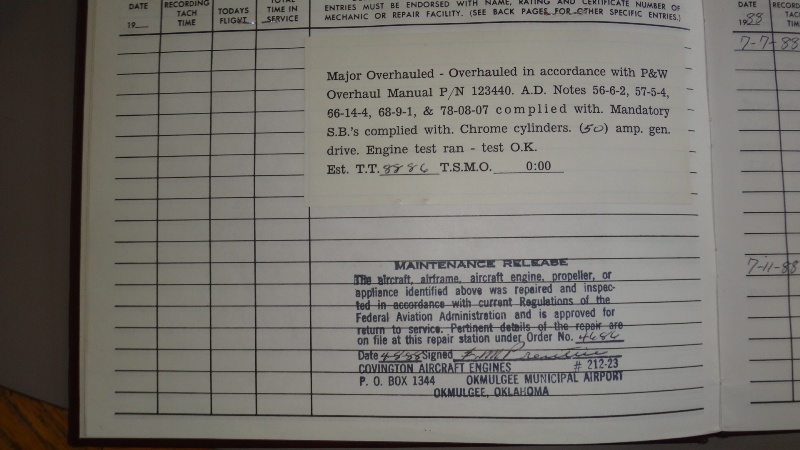 DATE
19
RECORDING
TACH
TIME
TODAYS
FLIGHT
TOTAL
TIME IN
SERVICE
ENTRIES MUST BE ENDORSED WITH NAME, RATING AND CERTIFICATE NUMBER OF
MECHANIC OR REPAIR FACILITY. (SEE BACK PAGES FOR OTHER SPECIFIC ENTRIES.)
Major Overhauled - Overhauled in accordance with P&W
Overhaul Manual P/N 123440. A.D. Notes 56-6-2, 57-5-4,
66-14-4, 68-9-1, & 78-08-07 complied with. Mandatory
S.B.'s complied with. Chrome cylinders. (50) amp. gen.
drive. Engine test ran - test O.K.
Est. T.T. 8886 T.S.M.O. 0:00
MAINTENANCE RELEASE
The aircraft, airframe, aircraft engine, propeller, or
appliance identified above was repaired and inspec-
ted in accordance with current Regulations of the
Federal Aviation Administration and is approved for
return to service. Pertinent details of the repair are
on file at this repair station under Order No. 4686
Date 4-8-88 Signed
COVINGTON AIRCRAFT ENGINES # 212-23
P. O. BOX 1344 OKMULGEE MUNICIPAL AIRPORT
OKMULGEE, OKLAHOMA
DATE
1988
TACH
TIME
7-7-88
7-11-88